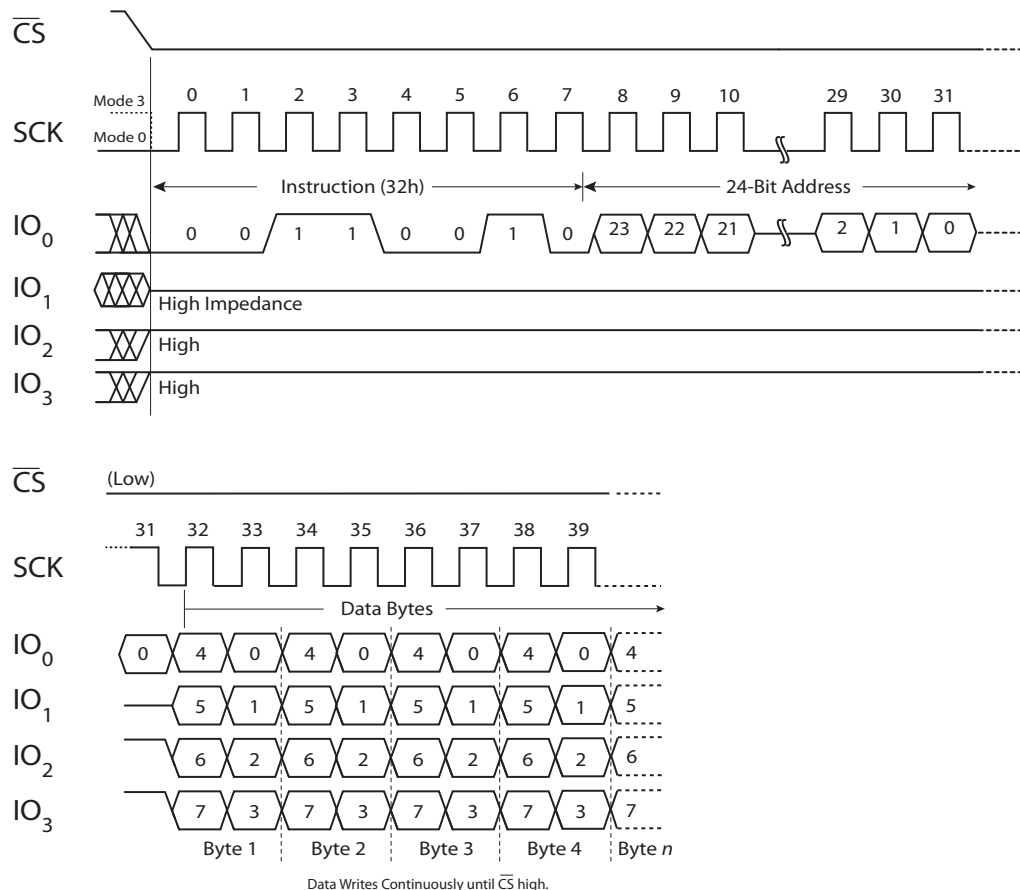 CS
0 1 2 3 4 5 6 7 8 9 10 29 30 31
Mode 3
SCK
Mode 0
Instruction (32h) 24-Bit Address
IO0 0 0 1 1 0 0 1 0 23 22 21 2 1 0
IO1
High Impedance
IO2
High
IO3
High
CS (Low)
31 32 33 34 35 36 37 38 39
SCK
Data Bytes
IO0 0 4 0 4 0 4 0 4 0 4
IO1 5 1 5 1 5 1 5 1 5
IO2 6 2 6 2 6 2 6 2 6
IO3 7 3 7 3 7 3 7 3 7
Byte 1 Byte 2 Byte 3 Byte 4 Byte n
Data Writes Continuously until CS high.